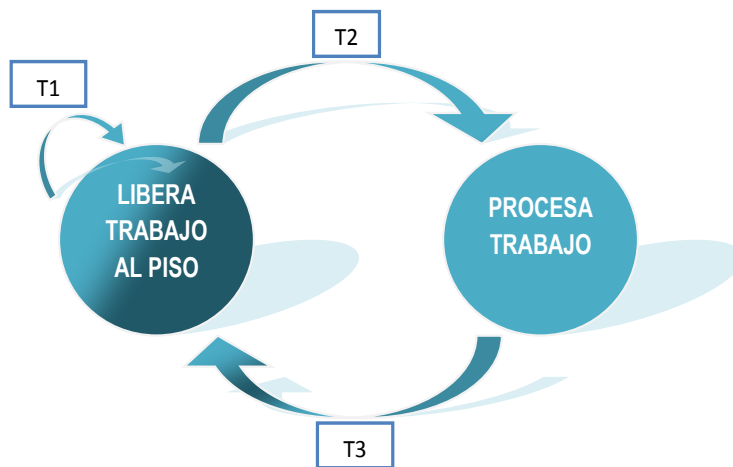 T2
T1
LIBERA
TRABAJO
AL PISO
PROCESA
TRABAJO
T3